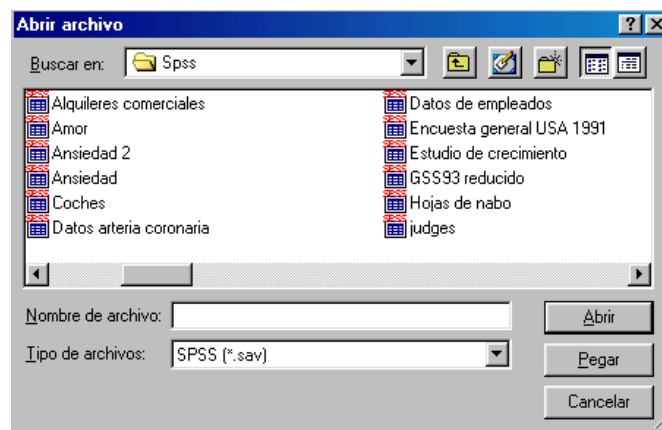 Abrir archivo
Buscar en: Spss
Alquileres comerciales
Amor
Ansiedad 2
Ansiedad
Coches
Datos arteria coronaria
Datos de empleados
Encuesta general USA 1991
Estudio de crecimiento
GSS93 reducido
Hojas de nabo
judges
Nombre de archivo: Abrir
Tipo de archivos: SPSS (*.sav) Pegar
Cancelar